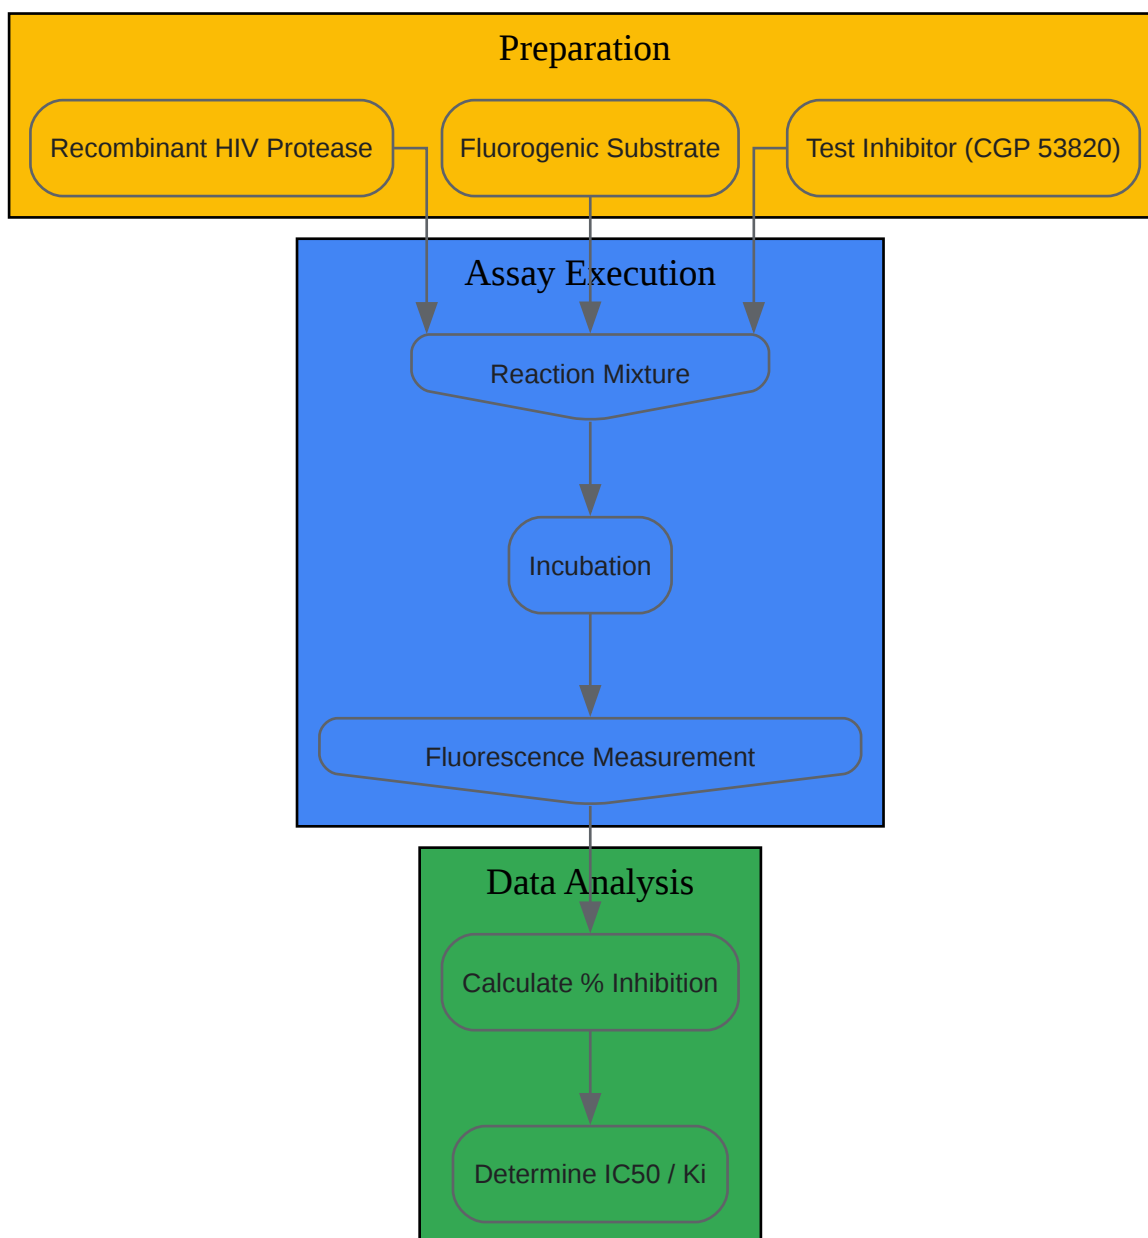 Preparation
Recombinant HIV Protease
Fluorogenic Substrate
Test Inhibitor (CGP 53820)
Assay Execution
Reaction Mixture
Incubation
Fluorescence Measurement
Data Analysis
Calculate % Inhibition
Determine IC50 / Ki